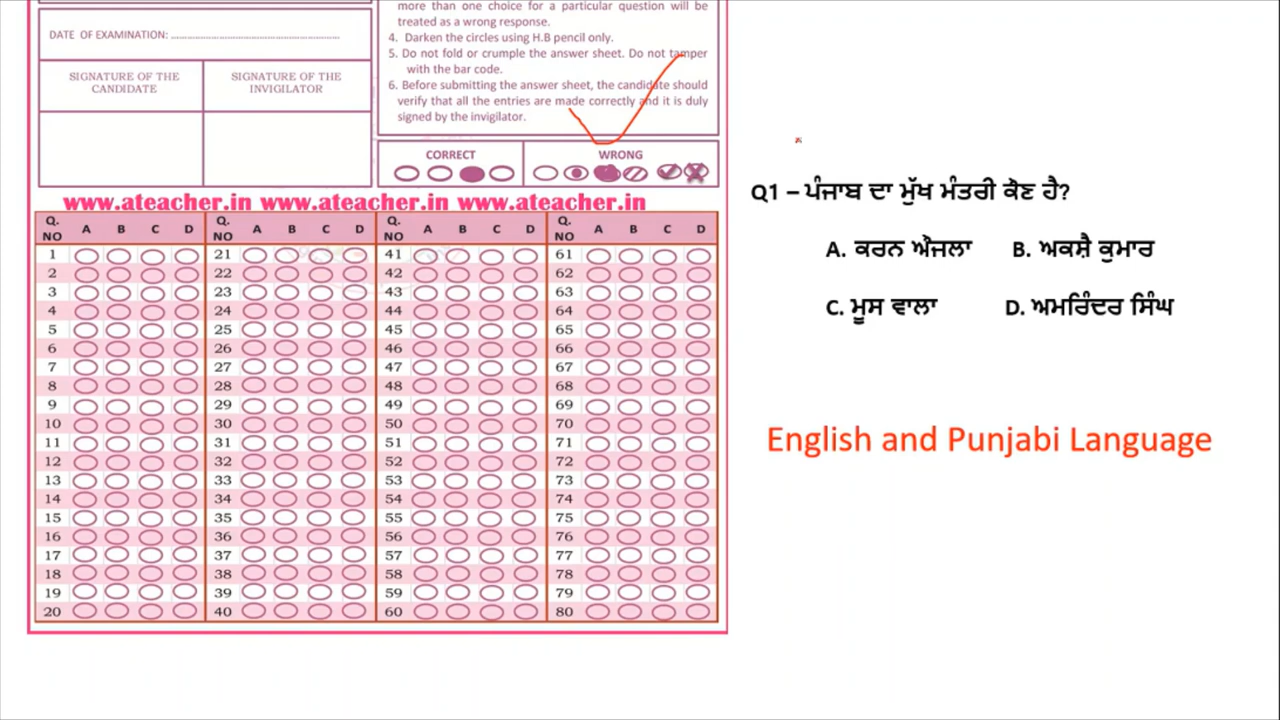 more than one choice for a particular question will be
treated as a wrong response.
4. Darken the circles using H.B pencil only.
5. Do not fold or crumple the answer sheet. Do not tamper
with the bar code.
6. Before submitting the answer sheet, the candidate should
verify that all the entries are made correctly and it is duly
signed by the invigilator.
DATE OF EXAMINATION: ........................................................
SIGNATURE OF THE CANDIDATE
SIGNATURE OF THE INVIGILATOR
CORRECT WRONG
www.ateacher.in www.ateacher.in www.ateacher.in
Q. NO A B C D Q. NO A B C D Q. NO A B C D Q. NO A B C D
1 21 41 61
2 22 42 62
3 23 43 63
4 24 44 64
5 25 45 65
6 26 46 66
7 27 47 67
8 28 48 68
9 29 49 69
10 30 50 70
11 31 51 71
12 32 52 72
13 33 53 73
14 34 54 74
15 35 55 75
16 36 56 76
17 37 57 77
18 38 58 78
19 39 59 79
20 40 60 80
Q1 – ਪੰਜਾਬ ਦਾ ਮੁੱਖ ਮੰਤਰੀ ਕੌਣ ਹੈ?
A. ਕਰਨ ਔਜਲਾ B. ਅਕਸ਼ੈ ਕੁਮਾਰ
C. ਮੂਸ ਵਾਲਾ D. ਅਮਰਿੰਦਰ ਸਿੰਘ
English and Punjabi Language